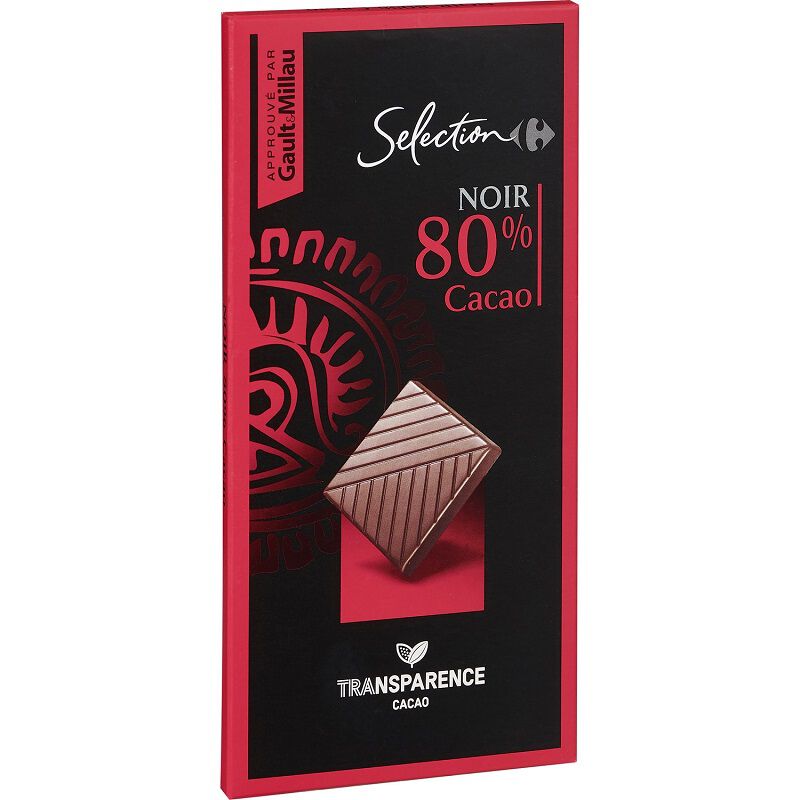 APPROUVÉ PAR
Gault&Millau
Selection
NOIR
80%
Cacao
TRANSPARENCE
CACAO